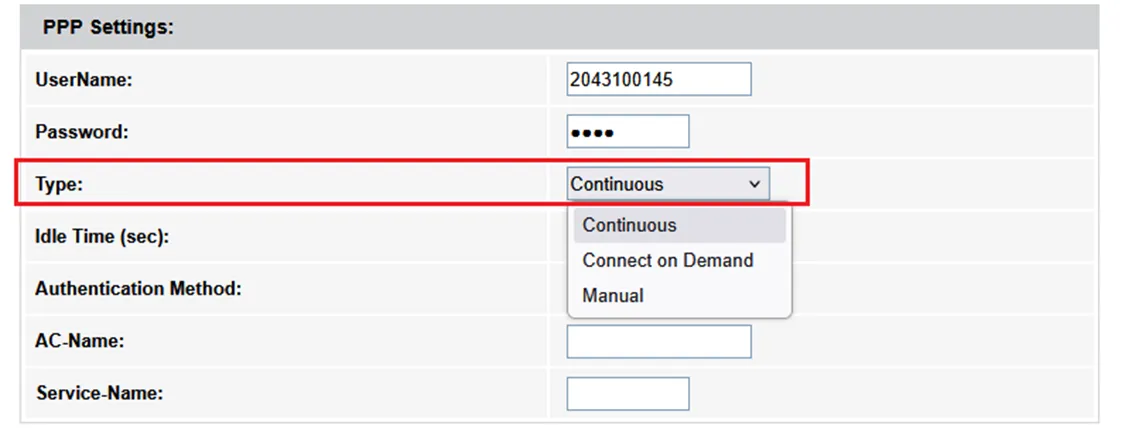 PPP Settings:
UserName: 2043100145
Password: ••••
Type: Continuous
Continuous
Idle Time (sec):
Connect on Demand
Authentication Method:
Manual
AC-Name:
Service-Name: